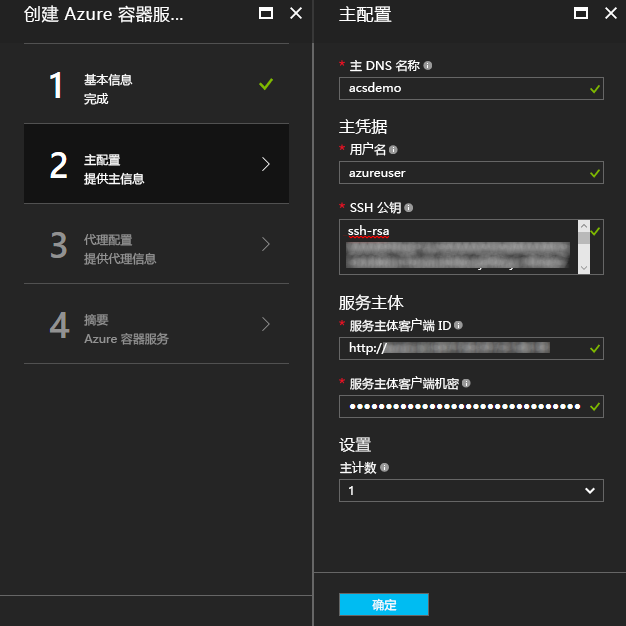 创建 Azure 容器服...
1
基本信息
完成
2
主配置
提供主信息
3
代理配置
提供代理信息
4
摘要
Azure 容器服务
主配置
* 主 DNS 名称
acsdemo
主凭据
* 用户名
azureuser
* SSH 公钥
ssh-rsa
服务主体
* 服务主体客户端 ID
http://
* 服务主体客户端机密
设置
主计数
1
确定